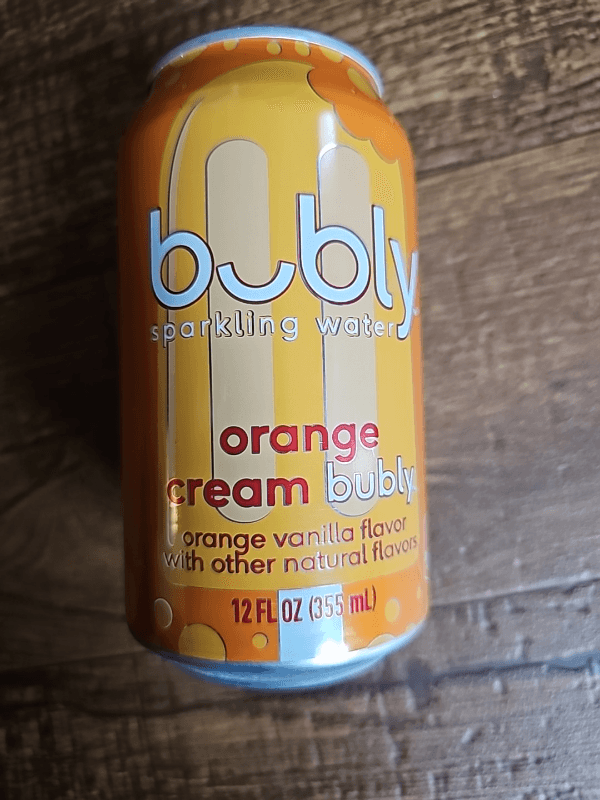 bubly
sparkling water
orange
cream bubly
orange vanilla flavor
with other natural flavors
12 FL OZ (355 mL)